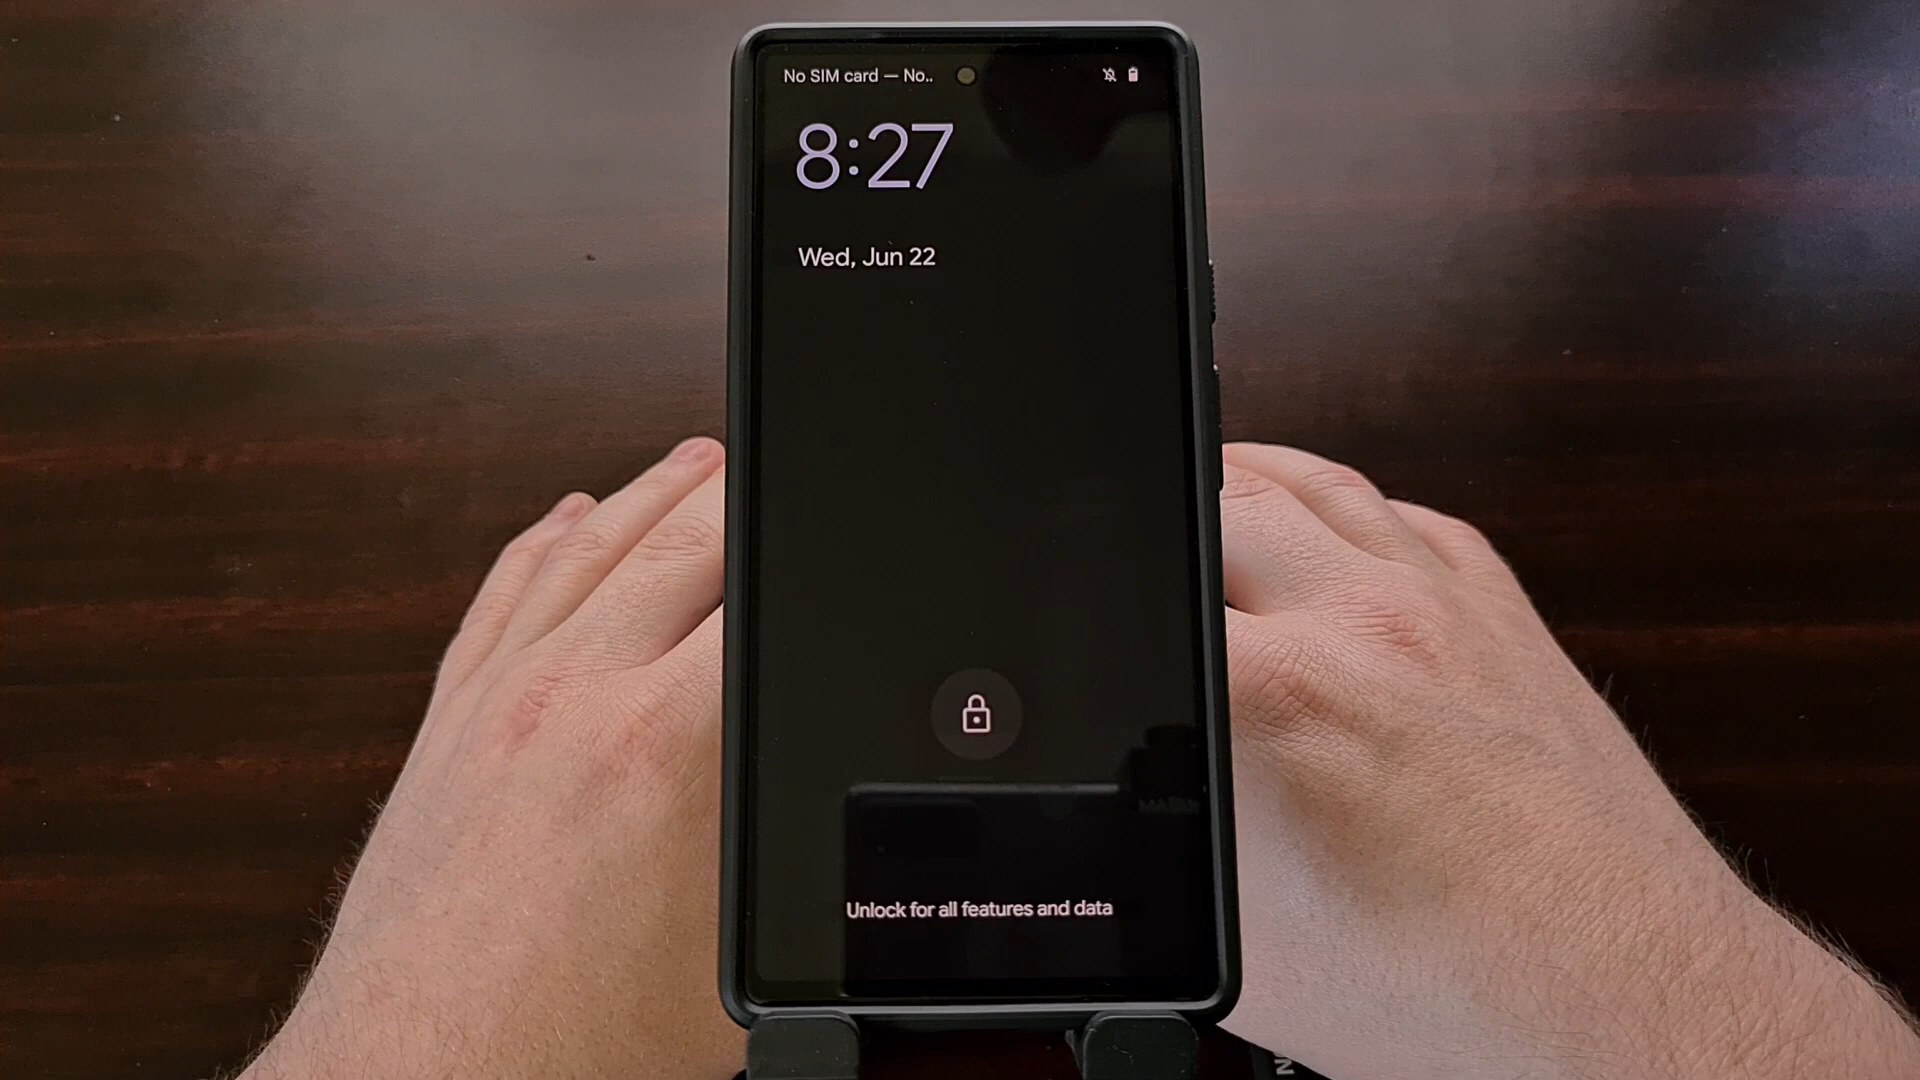 No SIM card — No..
8:27
Wed, Jun 22
Unlock for all features and data